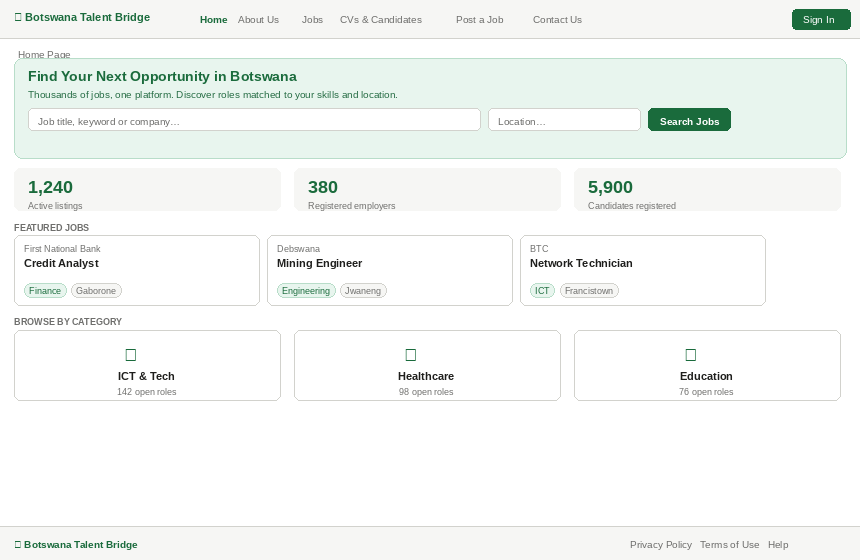 Botswana Talent Bridge Home About Us Jobs CVs & Candidates Post a Job Contact Us Sign In
Home Page
Find Your Next Opportunity in Botswana
Thousands of jobs, one platform. Discover roles matched to your skills and location.
Job title, keyword or company... Location... Search Jobs
1,240 380 5,900
Active listings Registered employers Candidates registered
FEATURED JOBS
First National Bank Debswana BTC
Credit Analyst Mining Engineer Network Technician
Finance Gaborone Engineering Jwaneng ICT Francistown
BROWSE BY CATEGORY
ICT & Tech Healthcare Education
142 open roles 98 open roles 76 open roles
Botswana Talent Bridge Privacy Policy Terms of Use Help